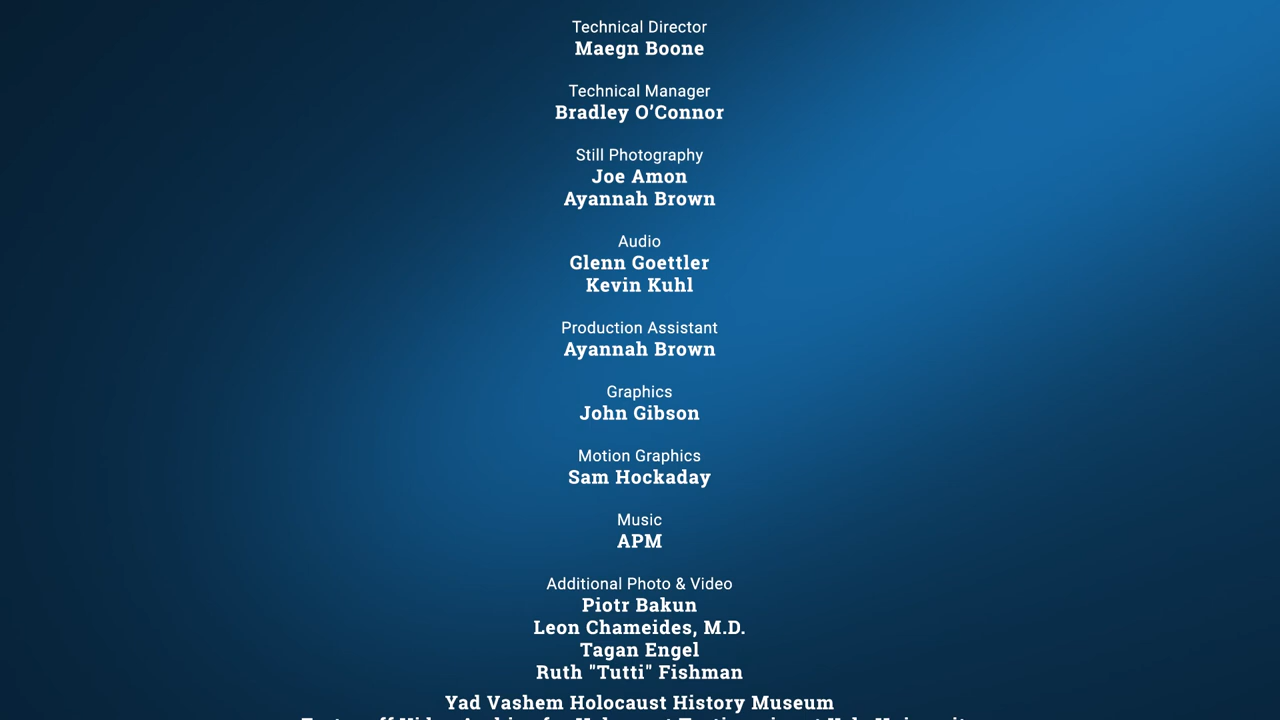 Technical Director
Maegn Boone
Technical Manager
Bradley O’Connor
Still Photography
Joe Amon
Ayannah Brown
Audio
Glenn Goettler
Kevin Kuhl
Production Assistant
Ayannah Brown
Graphics
John Gibson
Motion Graphics
Sam Hockaday
Music
APM
Additional Photo & Video
Piotr Bakun
Leon Chameides, M.D.
Tagan Engel
Ruth "Tutti" Fishman
Yad Vashem Holocaust History Museum